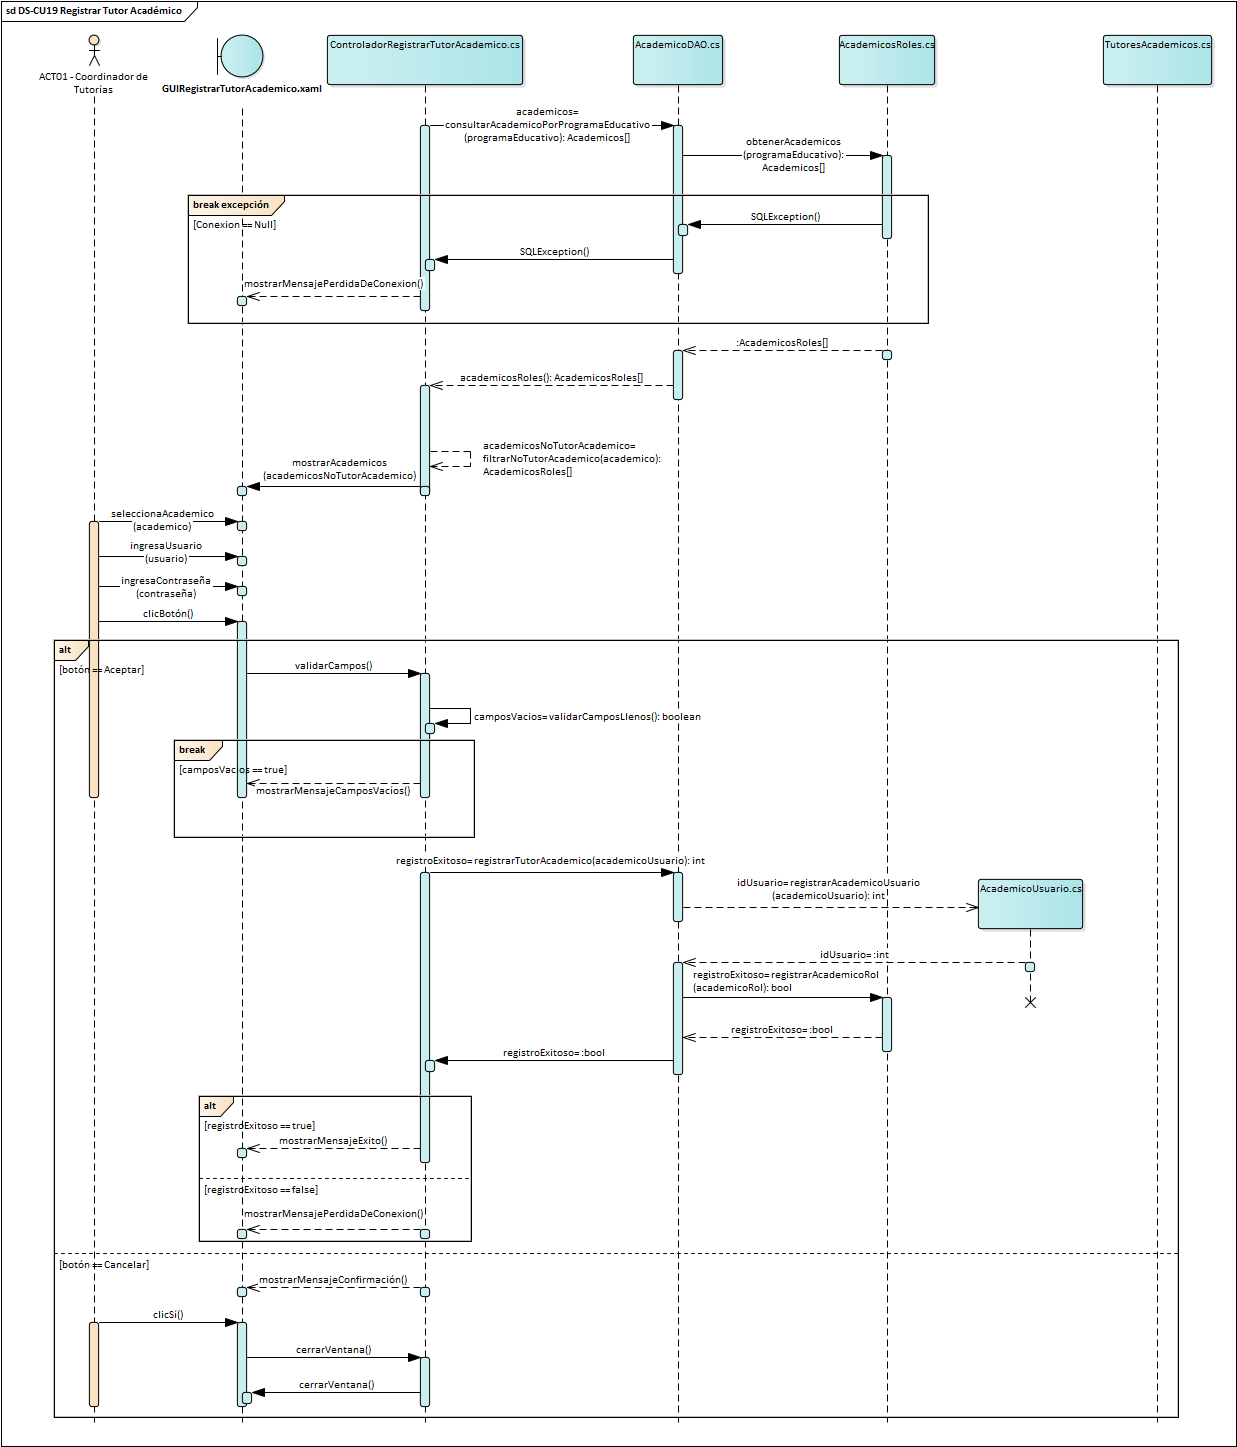 sd DS-CU19 Registrar Tutor Académico
ACT01 - Coordinador de
Tutorías
GUIRegistrarTutorAcademico.xaml
ControladorRegistrarTutorAcademico.cs
AcademicoDAO.cs
AcademicosRoles.cs
TutoresAcademicos.cs
academicos=
consultarAcademicoPorProgramaEducativo
(programaEducativo): Academicos[]
obtenerAcademicos
(programaEducativo):
Academicos[]
break excepción
[Conexion == Null]
SQLException()
SQLException()
mostrarMensajePerdidaDeConexion()
:AcademicosRoles[]
academicosRoles(): AcademicosRoles[]
academicosNoTutorAcademico=
filtrarNoTutorAcademico(academico):
AcademicosRoles[]
mostrarAcademicos
(academicosNoTutorAcademico)
seleccionaAcademico
(academico)
ingresaUsuario
(usuario)
ingresaContraseña
(contraseña)
clicBotón()
alt
[botón == Aceptar]
validarCampos()
camposVacios= validarCamposLlenos(): boolean
break
[camposVacios == true]
mostrarMensajeCamposVacíos()
registroExitoso= registrarTutorAcademico(academicoUsuario): int
idUsuario= registrarAcademicoUsuario
(academicoUsuario): int
AcademicoUsuario.cs
idUsuario= :int
registroExitoso= registrarAcademicoRol
(academicoRol): bool
registroExitoso= :bool
registroExitoso= :bool
alt
[registroExitoso == true]
mostrarMensajeExito()
[registroExitoso == false]
mostrarMensajePerdidaDeConexion()
[botón == Cancelar]
mostrarMensajeConfirmación()
clicSí()
cerrarVentana()
cerrarVentana()